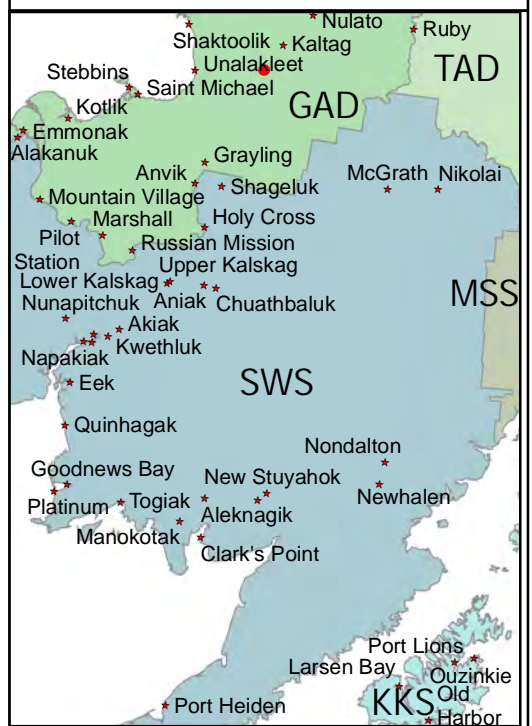 Nulato
Ruby
Shaktoolik
Kaltag
TAD
Unalakleet
Stebbins
Saint Michael
GAD
Kotlik
Emmonak
Alakanuk
Grayling
Anvik
McGrath
Nikolai
Shageluk
Mountain Village
Marshall
Holy Cross
Pilot
Station
Russian Mission
Upper Kalskag
Lower Kalskag
MSS
Nunapitchuk
Aniak
Chuathbaluk
Akiak
Kwethluk
Napakiak
SWS
Eek
Quinhagak
Nondalton
Goodnews Bay
New Stuyahok
Newhalen
Platinum
Togiak
Aleknagik
Manokotak
Clark's Point
Port Lions
Larsen Bay
Ouzinkie
KKS
Old
Harbor
Port Heiden